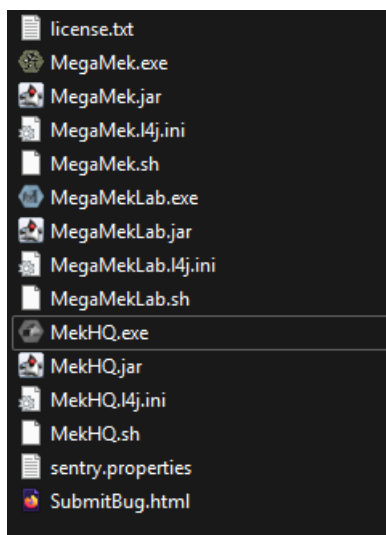 license.txt
MegaMek.exe
MegaMek.jar
MegaMek.l4j.ini
MegaMek.sh
MegaMekLab.exe
MegaMekLab.jar
MegaMekLab.l4j.ini
MegaMekLab.sh
MekHQ.exe
MekHQ.jar
MekHQ.l4j.ini
MekHQ.sh
sentry.properties
SubmitBug.html